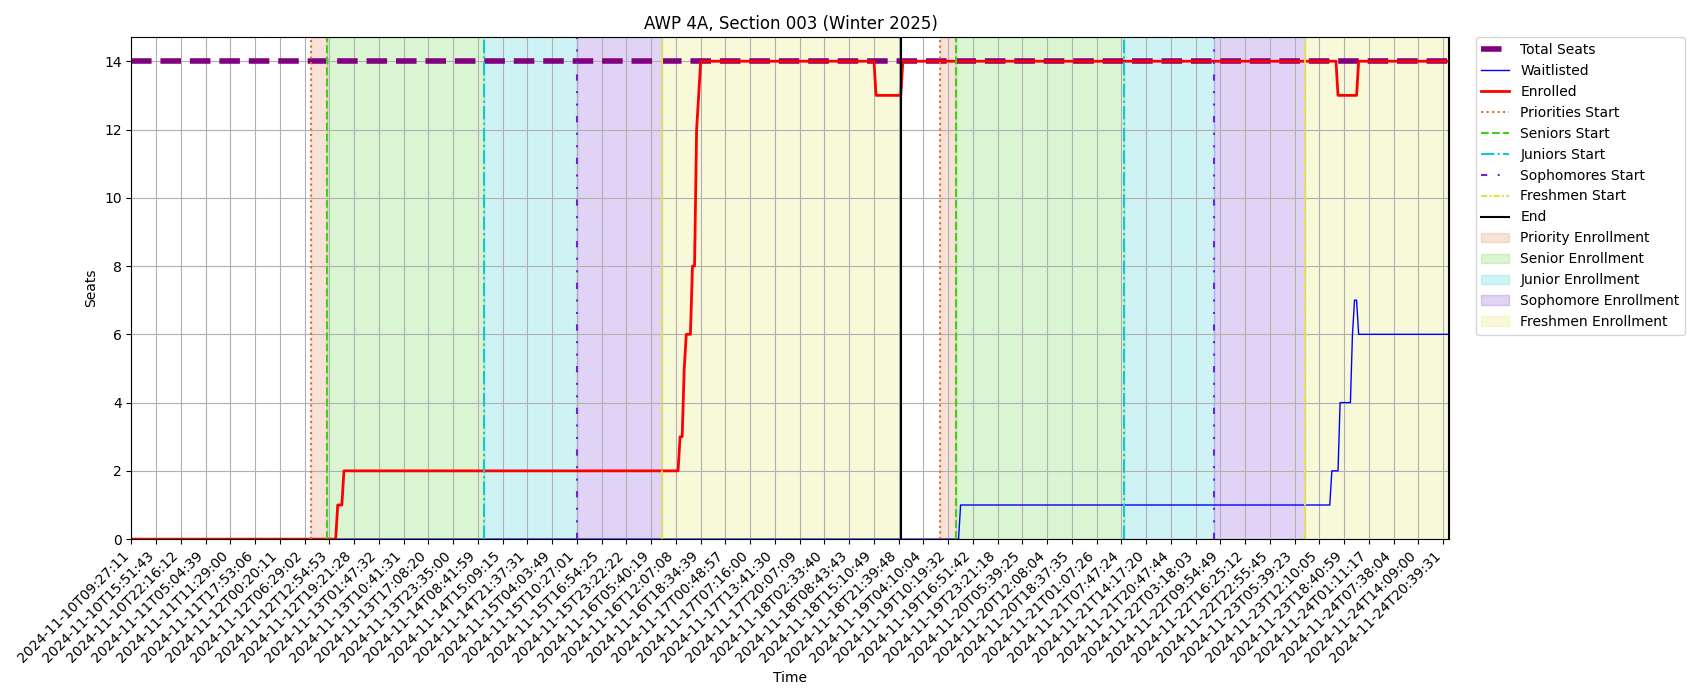 AWP 4A, Section 003 (Winter 2025)
Seats
14
12
10
8
6
4
2
0
2024-11-10T09:27:11
2024-11-10T15:51:43
2024-11-10T22:16:12
2024-11-11T05:04:39
2024-11-11T11:29:00
2024-11-11T17:53:06
2024-11-12T00:20:11
2024-11-12T06:29:02
2024-11-12T12:54:53
2024-11-12T19:21:28
2024-11-13T01:47:32
2024-11-13T10:41:31
2024-11-13T17:08:20
2024-11-13T23:35:00
2024-11-14T08:41:59
2024-11-14T15:09:15
2024-11-14T21:37:31
2024-11-15T04:03:49
2024-11-15T10:27:01
2024-11-15T16:54:25
2024-11-15T23:22:22
2024-11-16T05:40:19
2024-11-16T12:07:08
2024-11-16T18:34:39
2024-11-17T00:48:57
2024-11-17T07:16:00
2024-11-17T13:41:30
2024-11-17T20:07:09
2024-11-18T02:33:40
2024-11-18T08:43:43
2024-11-18T15:10:49
2024-11-18T21:39:48
2024-11-19T04:10:04
2024-11-19T10:19:32
2024-11-19T16:51:42
2024-11-19T23:21:18
2024-11-20T05:39:25
2024-11-20T12:08:04
2024-11-20T18:37:35
2024-11-21T01:07:26
2024-11-21T07:47:24
2024-11-21T14:17:20
2024-11-21T20:47:44
2024-11-22T03:18:03
2024-11-22T09:54:49
2024-11-22T16:25:12
2024-11-22T22:55:45
2024-11-23T05:39:23
2024-11-23T12:10:05
2024-11-23T18:40:59
2024-11-24T01:11:17
2024-11-24T07:38:04
2024-11-24T14:09:00
2024-11-24T20:39:31
Time
Total Seats
Waitlisted
Enrolled
Priorities Start
Seniors Start
Juniors Start
Sophomores Start
Freshmen Start
End
Priority Enrollment
Senior Enrollment
Junior Enrollment
Sophomore Enrollment
Freshmen Enrollment